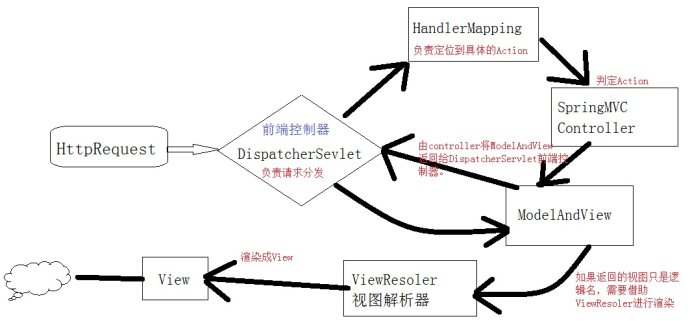 HandlerMapping
负责定位到具体的Action
判定Action
SpringMVC
Controller
前端控制器
HttpRequest
DispatcherSevlet
负责请求分发
由controller将ModelAndView
返回给DispatcherServlet前端控
制器。
ModelAndView
渲染成View
View
ViewResoler
视图解析器
如果返回的视图只是逻
辑名，需要借助
ViewResoler进行渲染